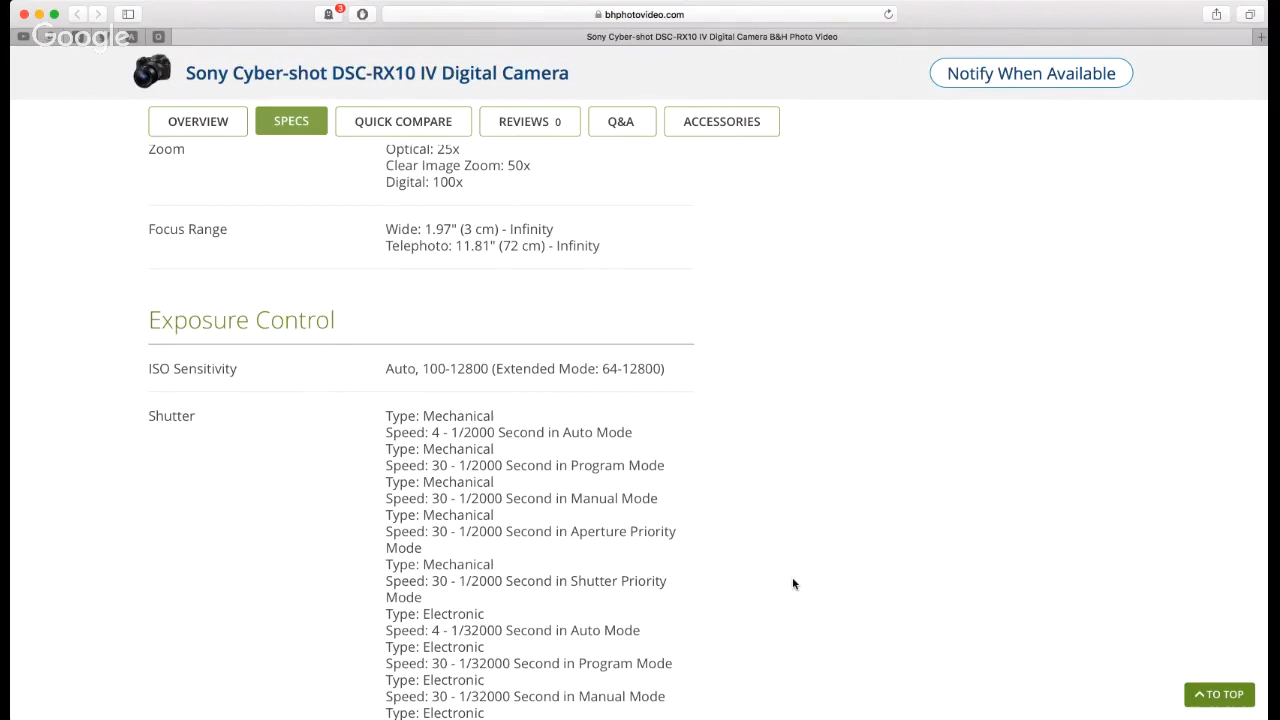 3
bhphotovideo.com
Google
Sony Cyber-shot DSC-RX10 IV Digital Camera B&H Photo Video
Sony Cyber-shot DSC-RX10 IV Digital Camera
Notify When Available
OVERVIEW
SPECS
QUICK COMPARE
REVIEWS 0
Q&A
ACCESSORIES
Zoom
Optical: 25x
Clear Image Zoom: 50x
Digital: 100x
Focus Range
Wide: 1.97" (3 cm) - Infinity
Telephoto: 11.81" (72 cm) - Infinity
Exposure Control
ISO Sensitivity
Auto, 100-12800 (Extended Mode: 64-12800)
Shutter
Type: Mechanical
Speed: 4 - 1/2000 Second in Auto Mode
Type: Mechanical
Speed: 30 - 1/2000 Second in Program Mode
Type: Mechanical
Speed: 30 - 1/2000 Second in Manual Mode
Type: Mechanical
Speed: 30 - 1/2000 Second in Aperture Priority
Mode
Type: Mechanical
Speed: 30 - 1/2000 Second in Shutter Priority
Mode
Type: Electronic
Speed: 4 - 1/32000 Second in Auto Mode
Type: Electronic
Speed: 30 - 1/32000 Second in Program Mode
Type: Electronic
Speed: 30 - 1/32000 Second in Manual Mode
Type: Electronic
TO TOP